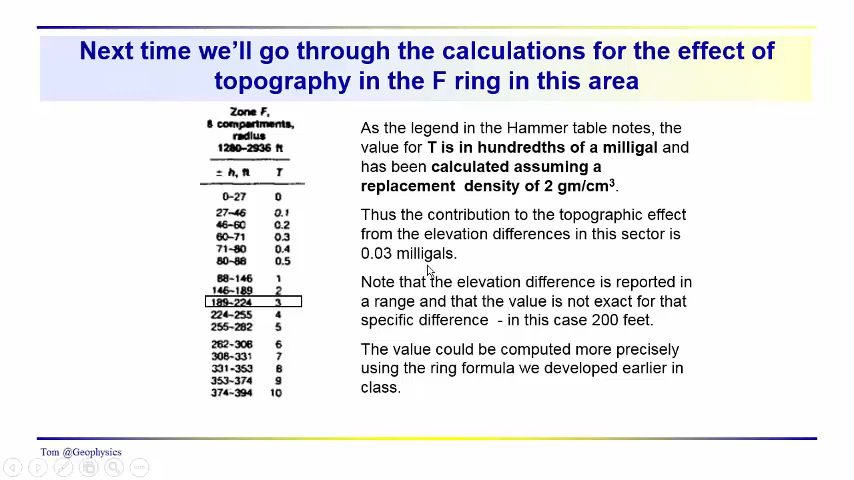 Next time we'll go through the calculations for the effect of
topography in the F ring in this area
Zone F,
8 compartments,
radius
1280–2936 ft
± h, ft T
0–27 0
27–46 0.1
46–60 0.2
60–71 0.3
71–80 0.4
80–88 0.5
88–146 1
146–189 2
189–224 3
224–255 4
255–282 5
282–308 6
308–331 7
331–353 8
353–374 9
374–394 10
As the legend in the Hammer table notes, the
value for T is in hundredths of a milligal and
has been calculated assuming a
replacement density of 2 gm/cm³.
Thus the contribution to the topographic effect
from the elevation differences in this sector is
0.03 milligals.
Note that the elevation difference is reported in
a range and that the value is not exact for that
specific difference - in this case 200 feet.
The value could be computed more precisely
using the ring formula we developed earlier in
class.
Tom @Geophysics